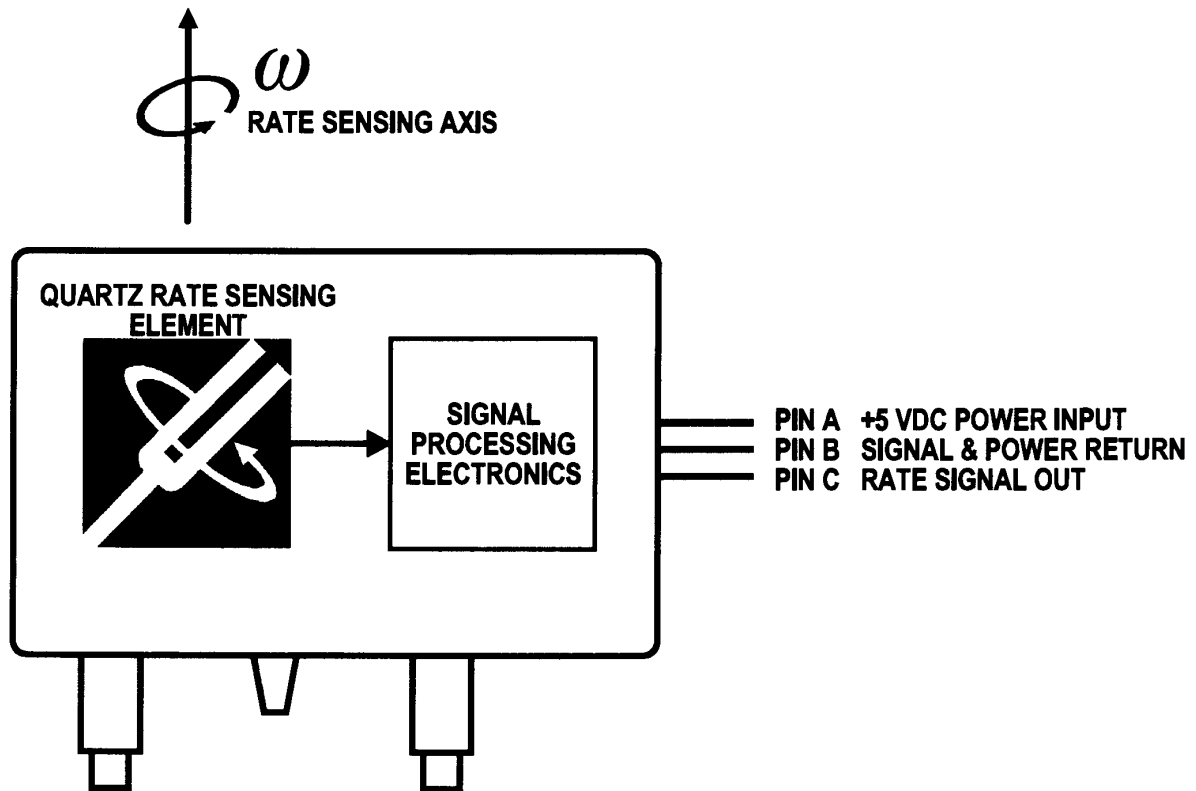 ω
RATE SENSING AXIS
QUARTZ RATE SENSING
ELEMENT
SIGNAL
PROCESSING
ELECTRONICS
PIN A +5 VDC POWER INPUT
PIN B SIGNAL & POWER RETURN
PIN C RATE SIGNAL OUT